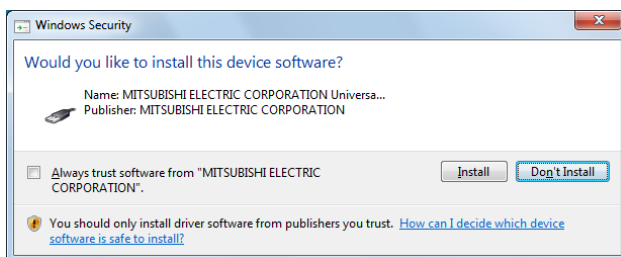 Windows Security
Would you like to install this device software?
Name: MITSUBISHI ELECTRIC CORPORATION Universa...
Publisher: MITSUBISHI ELECTRIC CORPORATION
Always trust software from "MITSUBISHI ELECTRIC
CORPORATION".
Install
Don't Install
You should only install driver software from publishers you trust. How can I decide which device
software is safe to install?